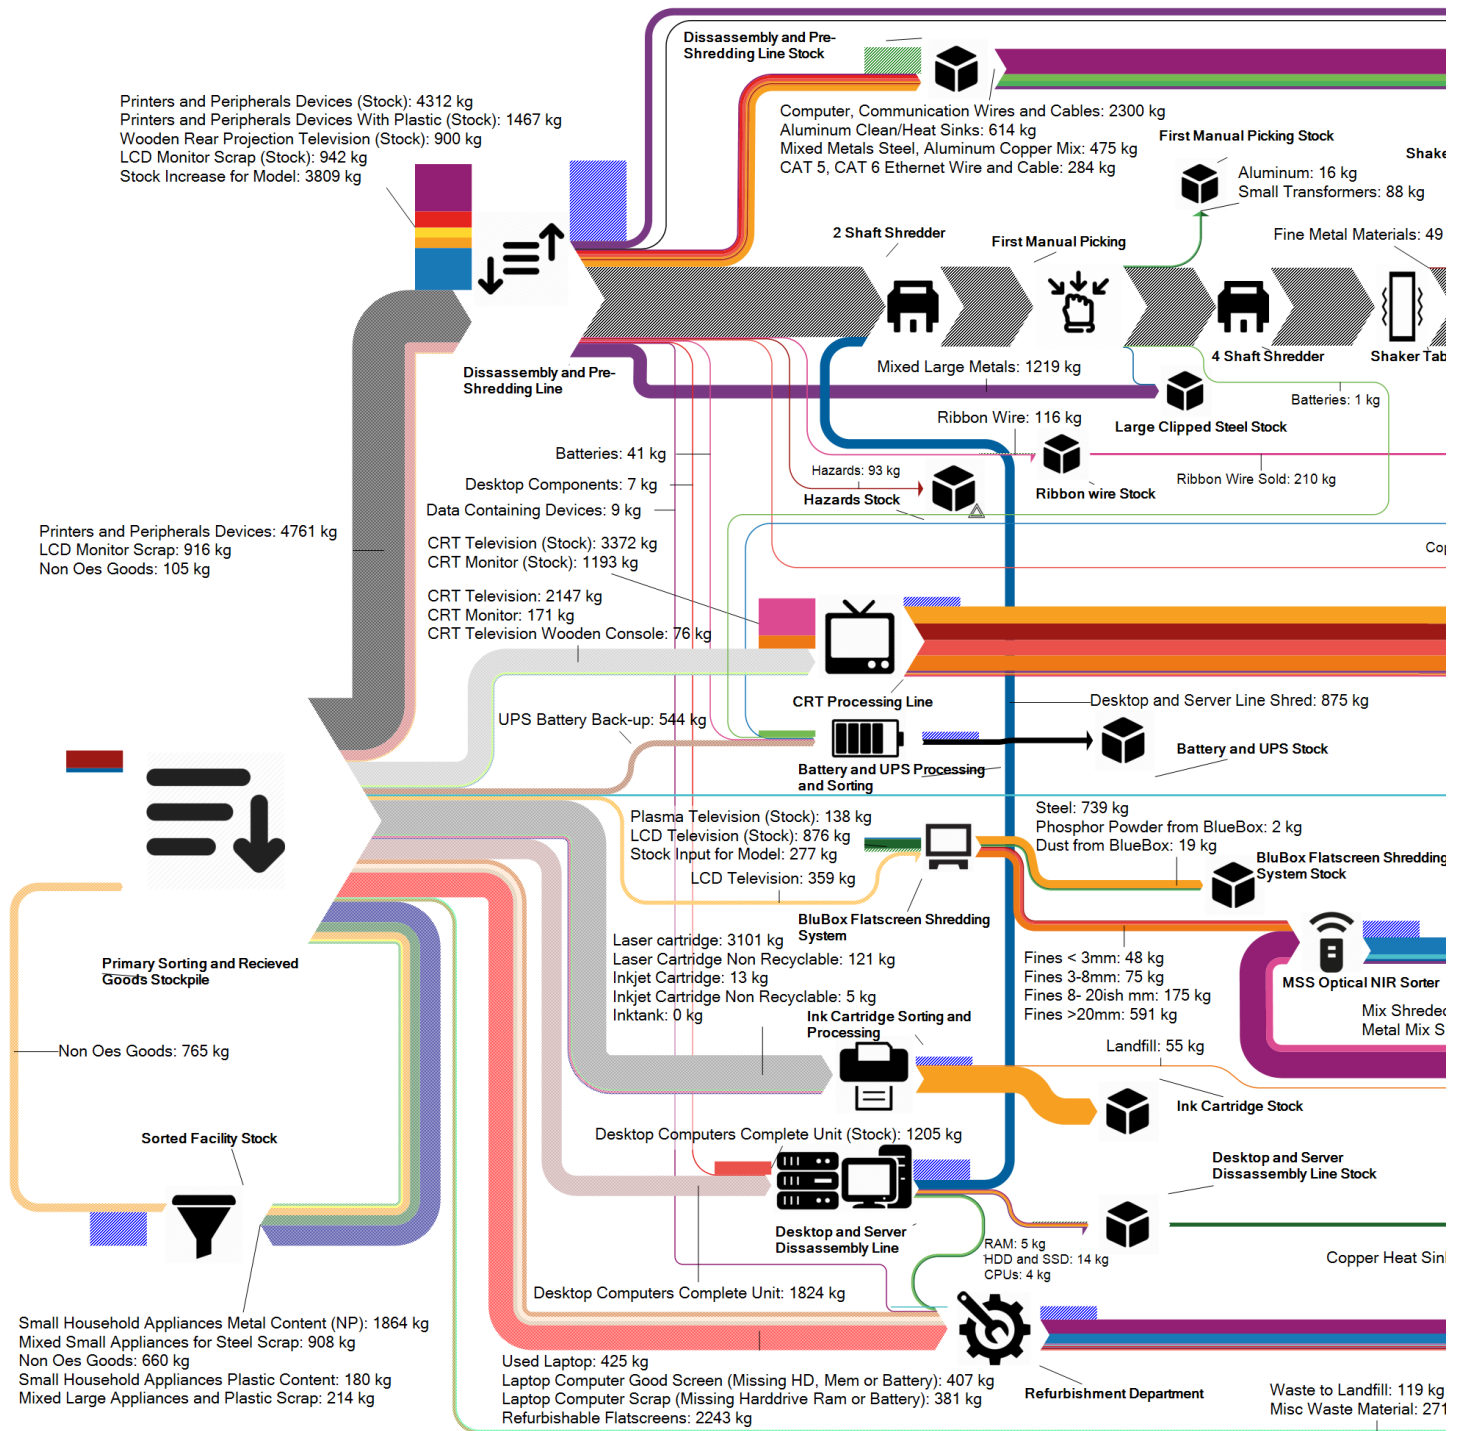 Dissassembly and Pre-
Shredding Line Stock
Printers and Peripherals Devices (Stock): 4312 kg
Printers and Peripherals Devices With Plastic (Stock): 1467 kg
Wooden Rear Projection Television (Stock): 900 kg
LCD Monitor Scrap (Stock): 942 kg
Stock Increase for Model: 3809 kg
Computer, Communication Wires and Cables: 2300 kg
Aluminum Clean/Heat Sinks: 614 kg
Mixed Metals Steel, Aluminum Copper Mix: 475 kg
CAT 5, CAT 6 Ethernet Wire and Cable: 284 kg
First Manual Picking Stock
Shake
Aluminum: 16 kg
Small Transformers: 88 kg
2 Shaft Shredder
First Manual Picking
Fine Metal Materials: 49
4 Shaft Shredder
Shaker Tab
Dissassembly and Pre-
Shredding Line
Mixed Large Metals: 1219 kg
Batteries: 1 kg
Large Clipped Steel Stock
Ribbon Wire: 116 kg
Batteries: 41 kg
Hazards: 93 kg
Desktop Components: 7 kg
Ribbon Wire Sold: 210 kg
Ribbon wire Stock
Hazards Stock
Data Containing Devices: 9 kg
Printers and Peripherals Devices: 4761 kg
LCD Monitor Scrap: 916 kg
Non Oes Goods: 105 kg
CRT Television (Stock): 3372 kg
CRT Monitor (Stock): 1193 kg
Cop
CRT Television: 2147 kg
CRT Monitor: 171 kg
CRT Television Wooden Console: 76 kg
CRT Processing Line
Desktop and Server Line Shred: 875 kg
UPS Battery Back-up: 544 kg
Battery and UPS Stock
Battery and UPS Processing
and Sorting
Plasma Television (Stock): 138 kg
LCD Television (Stock): 876 kg
Stock Input for Model: 277 kg
Steel: 739 kg
Phosphor Powder from BlueBox: 2 kg
Dust from BlueBox: 19 kg
BluBox Flatscreen Shredding
System Stock
LCD Television: 359 kg
BluBox Flatscreen Shredding
System
Laser cartridge: 3101 kg
Laser Cartridge Non Recyclable: 121 kg
Inkjet Cartridge: 13 kg
Inkjet Cartridge Non Recyclable: 5 kg
Inktank: 0 kg
Fines < 3mm: 48 kg
Fines 3-8mm: 75 kg
Fines 8- 20ish mm: 175 kg
Fines >20mm: 591 kg
MSS Optical NIR Sorter
Mix Shreded
Metal Mix S
Primary Sorting and Recieved
Goods Stockpile
Ink Cartridge Sorting and
Processing
Non Oes Goods: 765 kg
Landfill: 55 kg
Ink Cartridge Stock
Sorted Facility Stock
Desktop Computers Complete Unit (Stock): 1205 kg
Desktop and Server
Dissassembly Line Stock
Desktop and Server
Dissassembly Line
RAM: 5 kg
HDD and SSD: 14 kg
CPUs: 4 kg
Copper Heat Sin
Desktop Computers Complete Unit: 1824 kg
Small Household Appliances Metal Content (NP): 1864 kg
Mixed Small Appliances for Steel Scrap: 908 kg
Non Oes Goods: 660 kg
Small Household Appliances Plastic Content: 180 kg
Mixed Large Appliances and Plastic Scrap: 214 kg
Used Laptop: 425 kg
Laptop Computer Good Screen (Missing HD, Mem or Battery): 407 kg
Laptop Computer Scrap (Missing Harddrive Ram or Battery): 381 kg
Refurbishable Flatscreens: 2243 kg
Refurbishment Department
Waste to Landfill: 119 kg
Misc Waste Material: 271